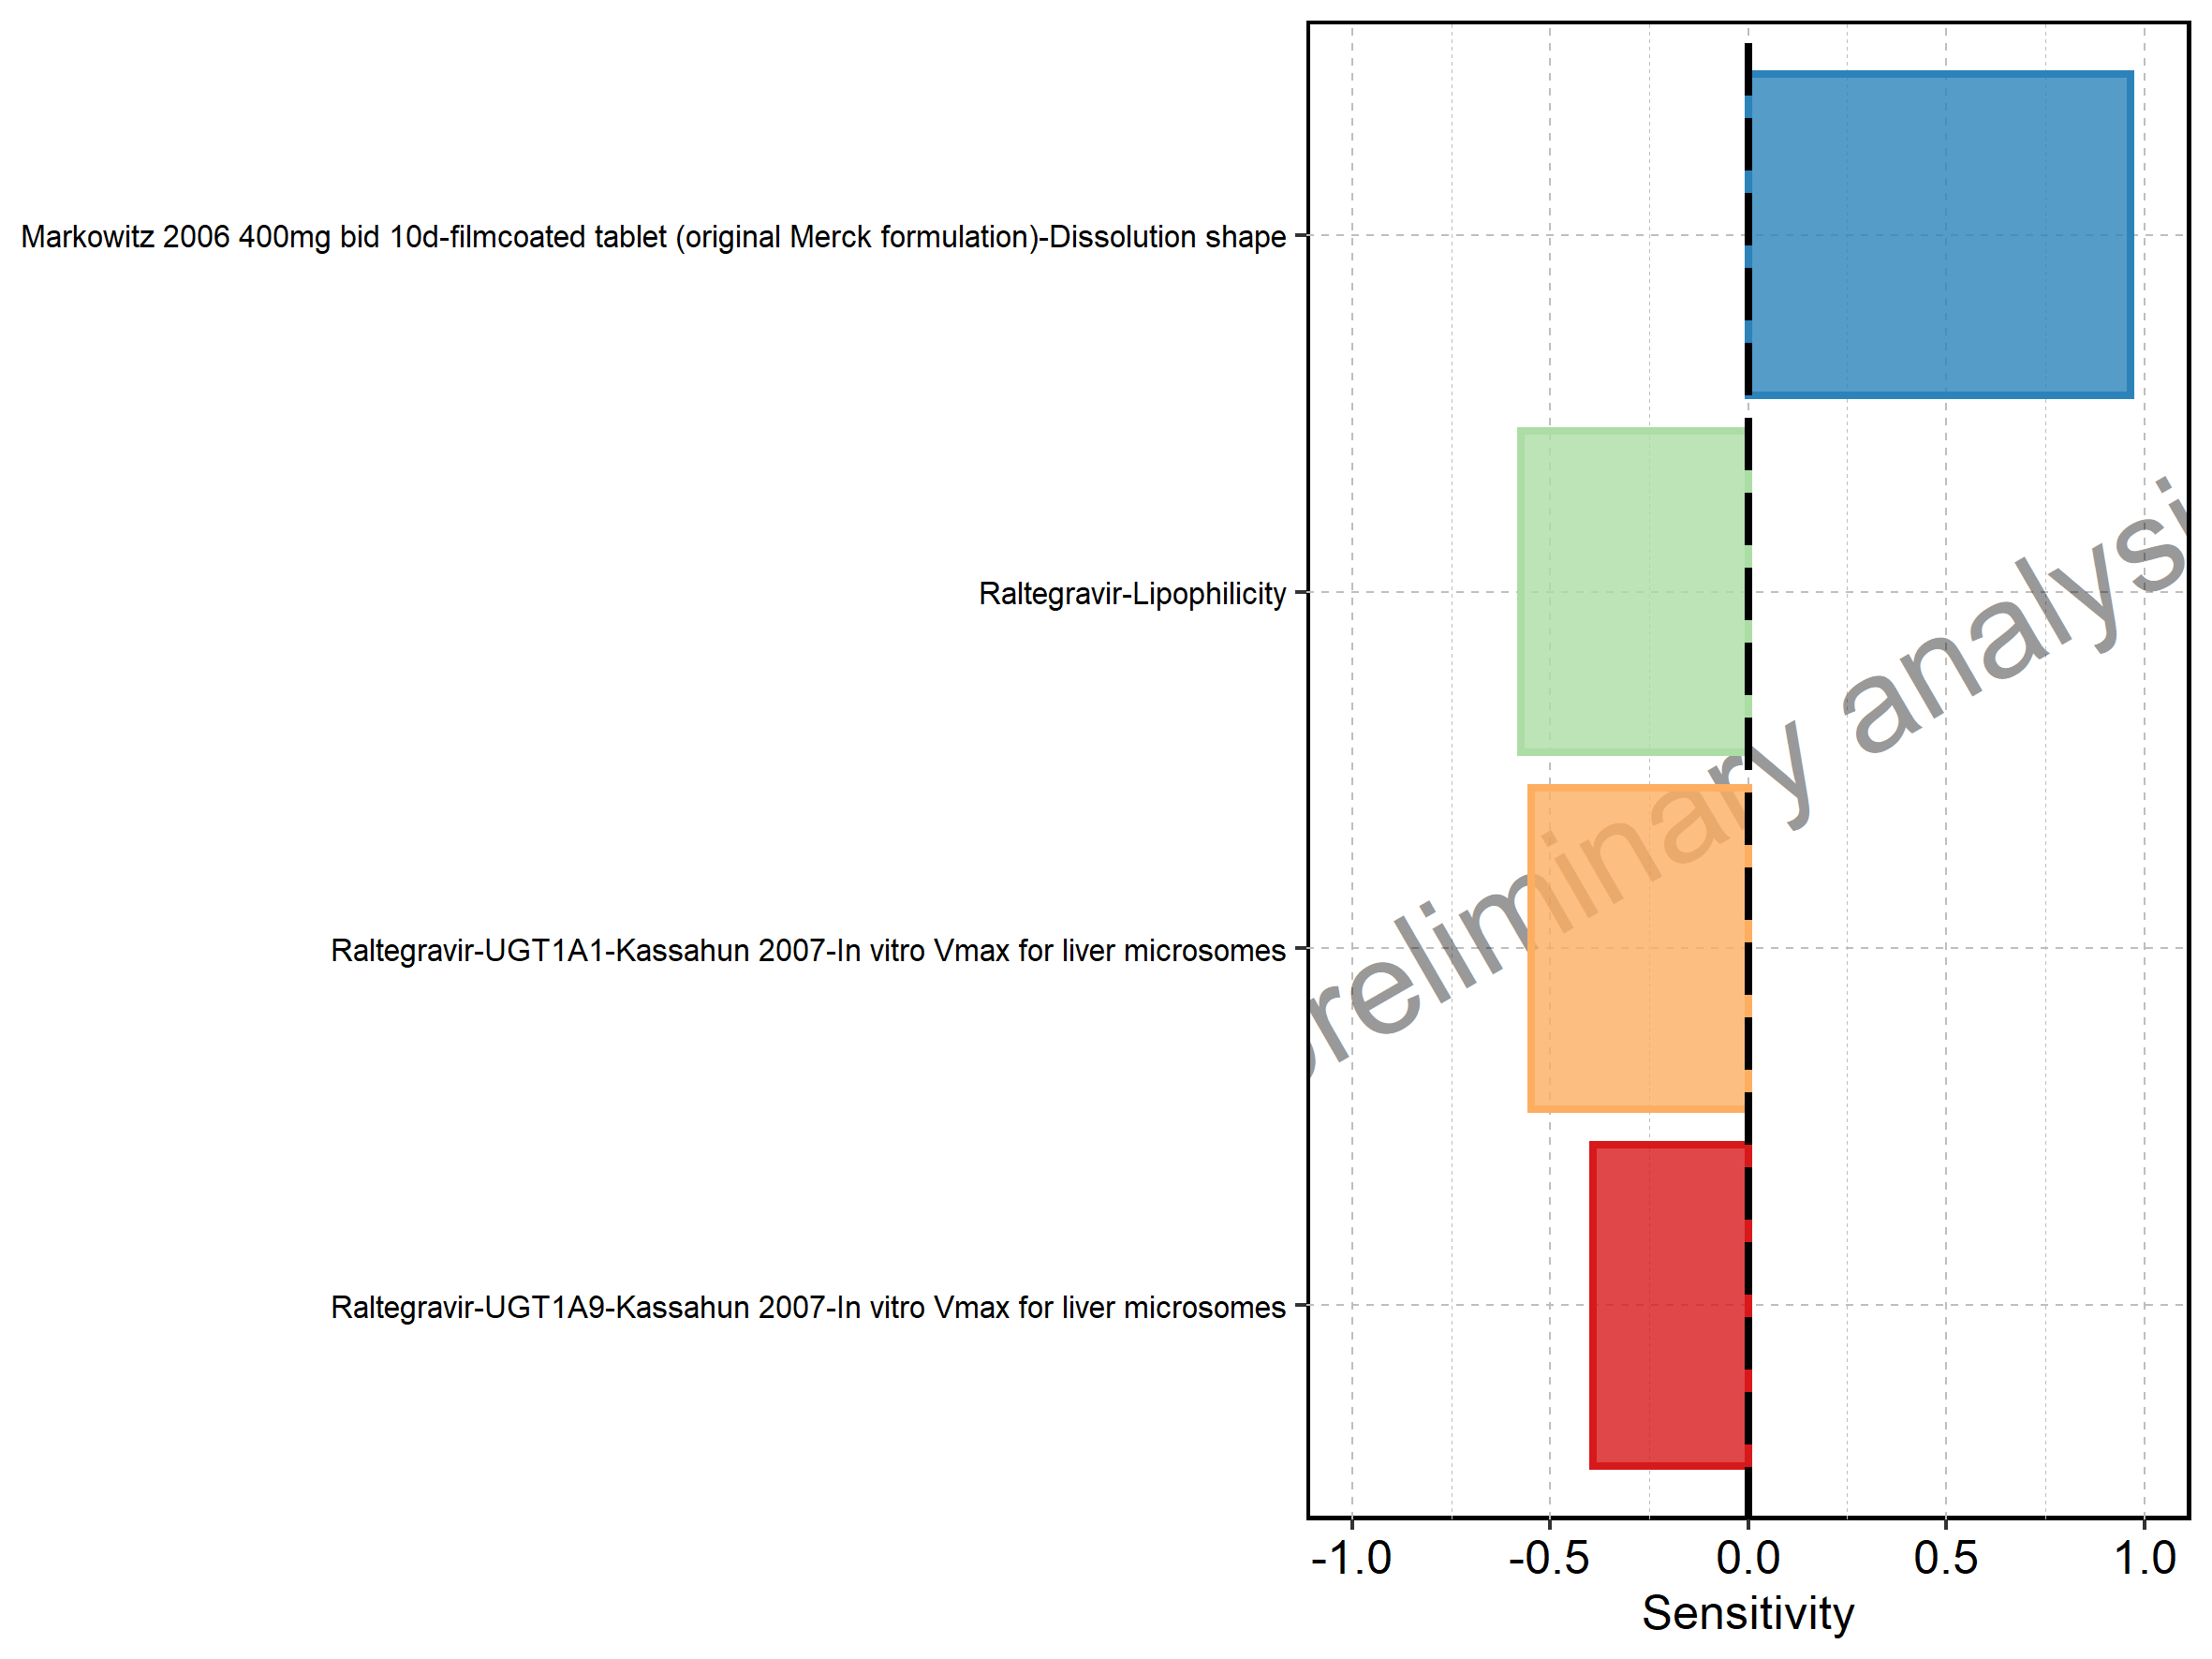 Markowitz 2006 400mg bid 10d-filmcoated tablet (original Merck formulation)-Dissolution shape
Raltegravir-Lipophilicity
Raltegravir-UGT1A1-Kassahun 2007-In vitro Vmax for liver microsomes
Raltegravir-UGT1A9-Kassahun 2007-In vitro Vmax for liver microsomes
preliminary analysi
-1.0 -0.5 0.0 0.5 1.0
Sensitivity